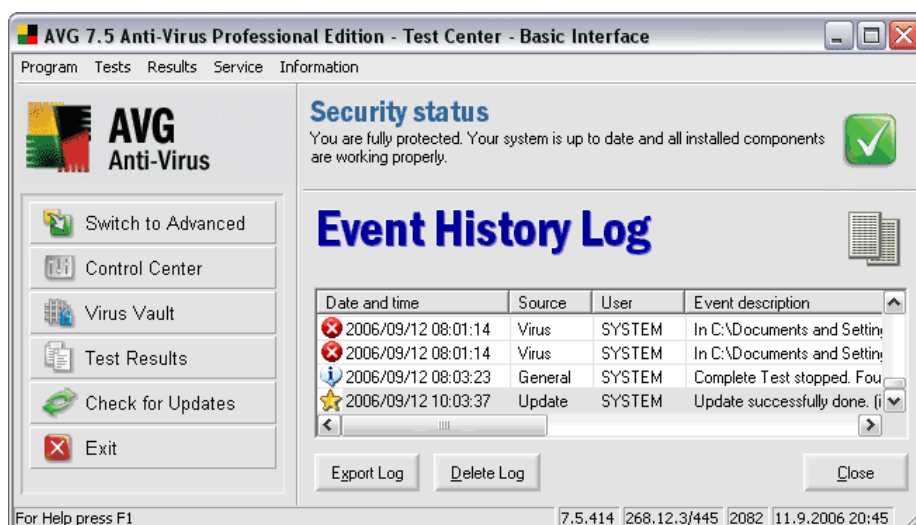 AVG 7.5 Anti-Virus Professional Edition - Test Center - Basic Interface
Program Tests Results Service Information
AVG
Anti-Virus
Security status
You are fully protected. Your system is up to date and all installed components
are working properly.
Switch to Advanced
Control Center
Virus Vault
Test Results
Check for Updates
Exit
Event History Log
Date and time Source User Event description
2006/09/12 08:01:14 Virus SYSTEM In C:\Documents and Settin
2006/09/12 08:01:14 Virus SYSTEM In C:\Documents and Settin
2006/09/12 08:03:23 General SYSTEM Complete Test stopped. Fou
2006/09/12 10:03:37 Update SYSTEM Update successfully done. (i
Export Log Delete Log Close
For Help press F1 7.5.414 268.12.3/445 2082 11.9.2006 20:45